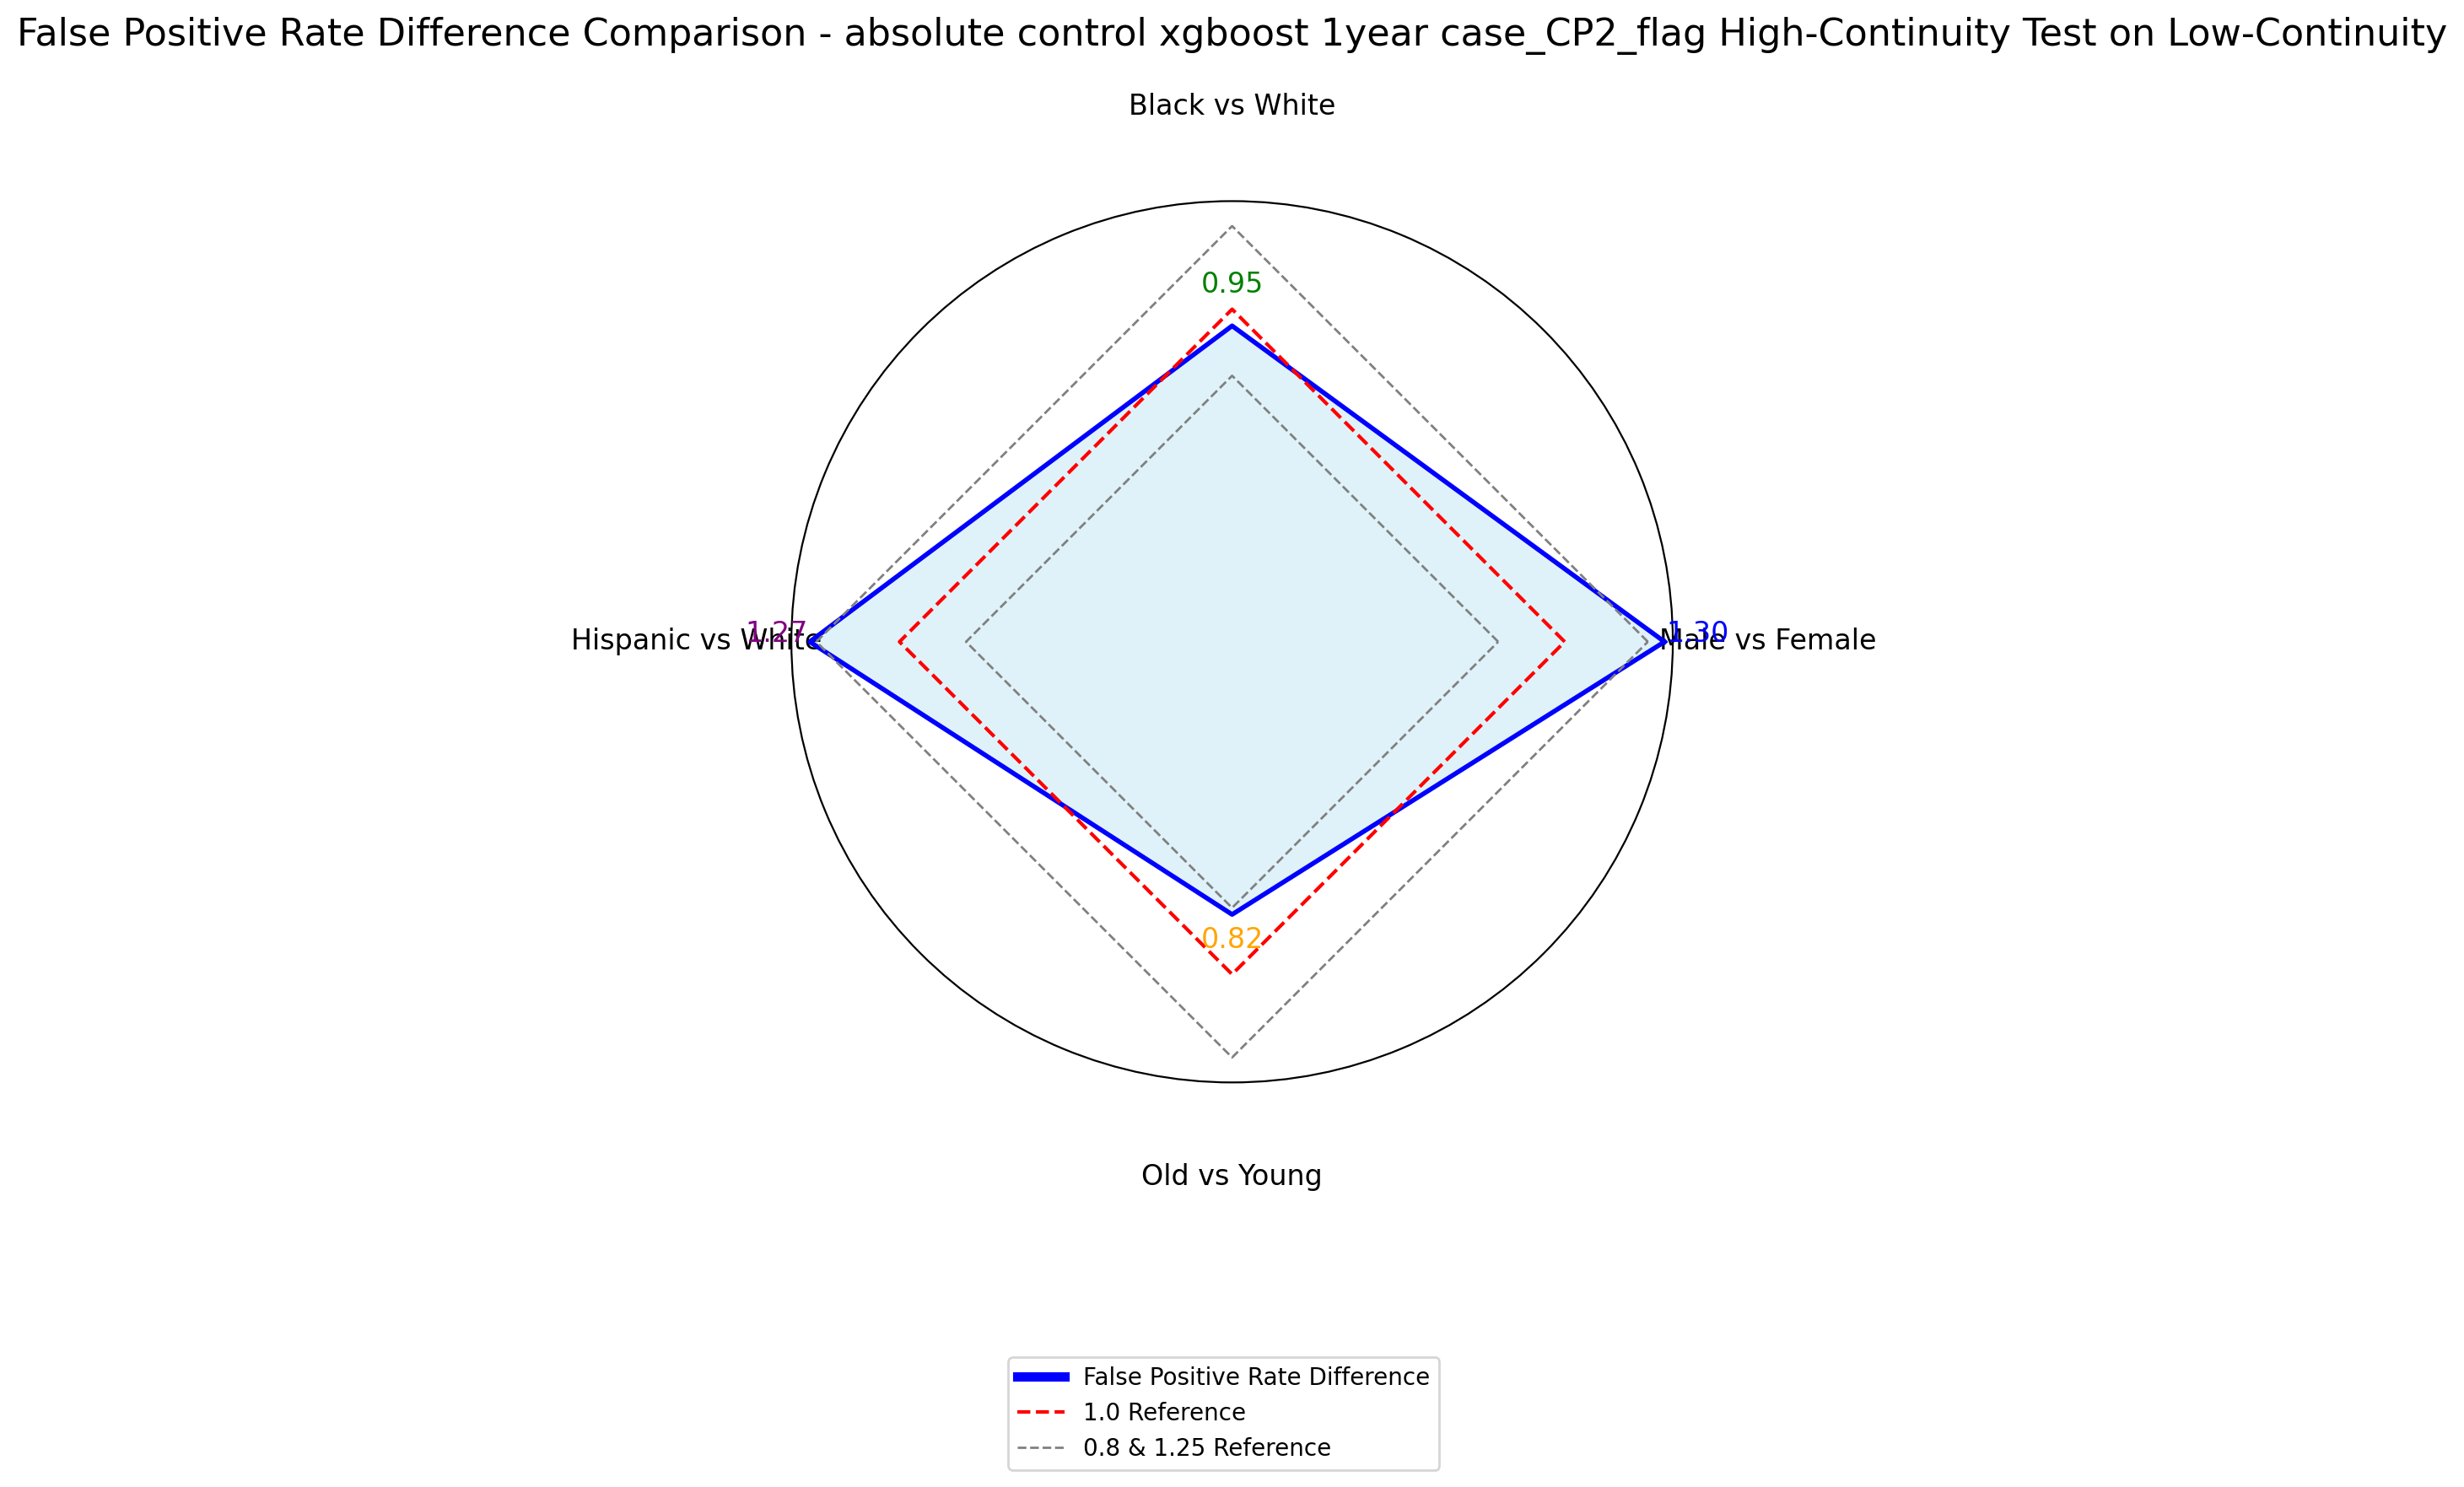 False Positive Rate Difference Comparison - absolute control xgboost 1year case_CP2_flag High-Continuity Test on Low-Continuity
Black vs White
0.95
Hispanic vs White
1.27
1.30
Male vs Female
0.82
Old vs Young
False Positive Rate Difference
1.0 Reference
0.8 & 1.25 Reference